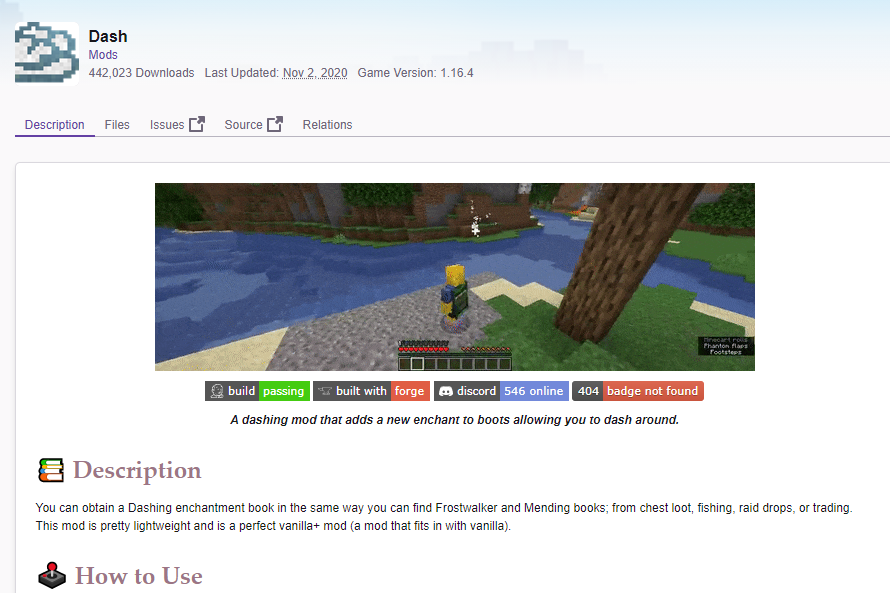 Dash
Mods
442,023 Downloads Last Updated: Nov 2, 2020 Game Version: 1.16.4
Description Files Issues Source Relations
Minecart rolls
Phantom flaps
Footsteps
build passing built with forge discord 546 online 404 badge not found
A dashing mod that adds a new enchant to boots allowing you to dash around.
Description
You can obtain a Dashing enchantment book in the same way you can find Frostwalker and Mending books; from chest loot, fishing, raid drops, or trading.
This mod is pretty lightweight and is a perfect vanilla+ mod (a mod that fits in with vanilla).
How to Use